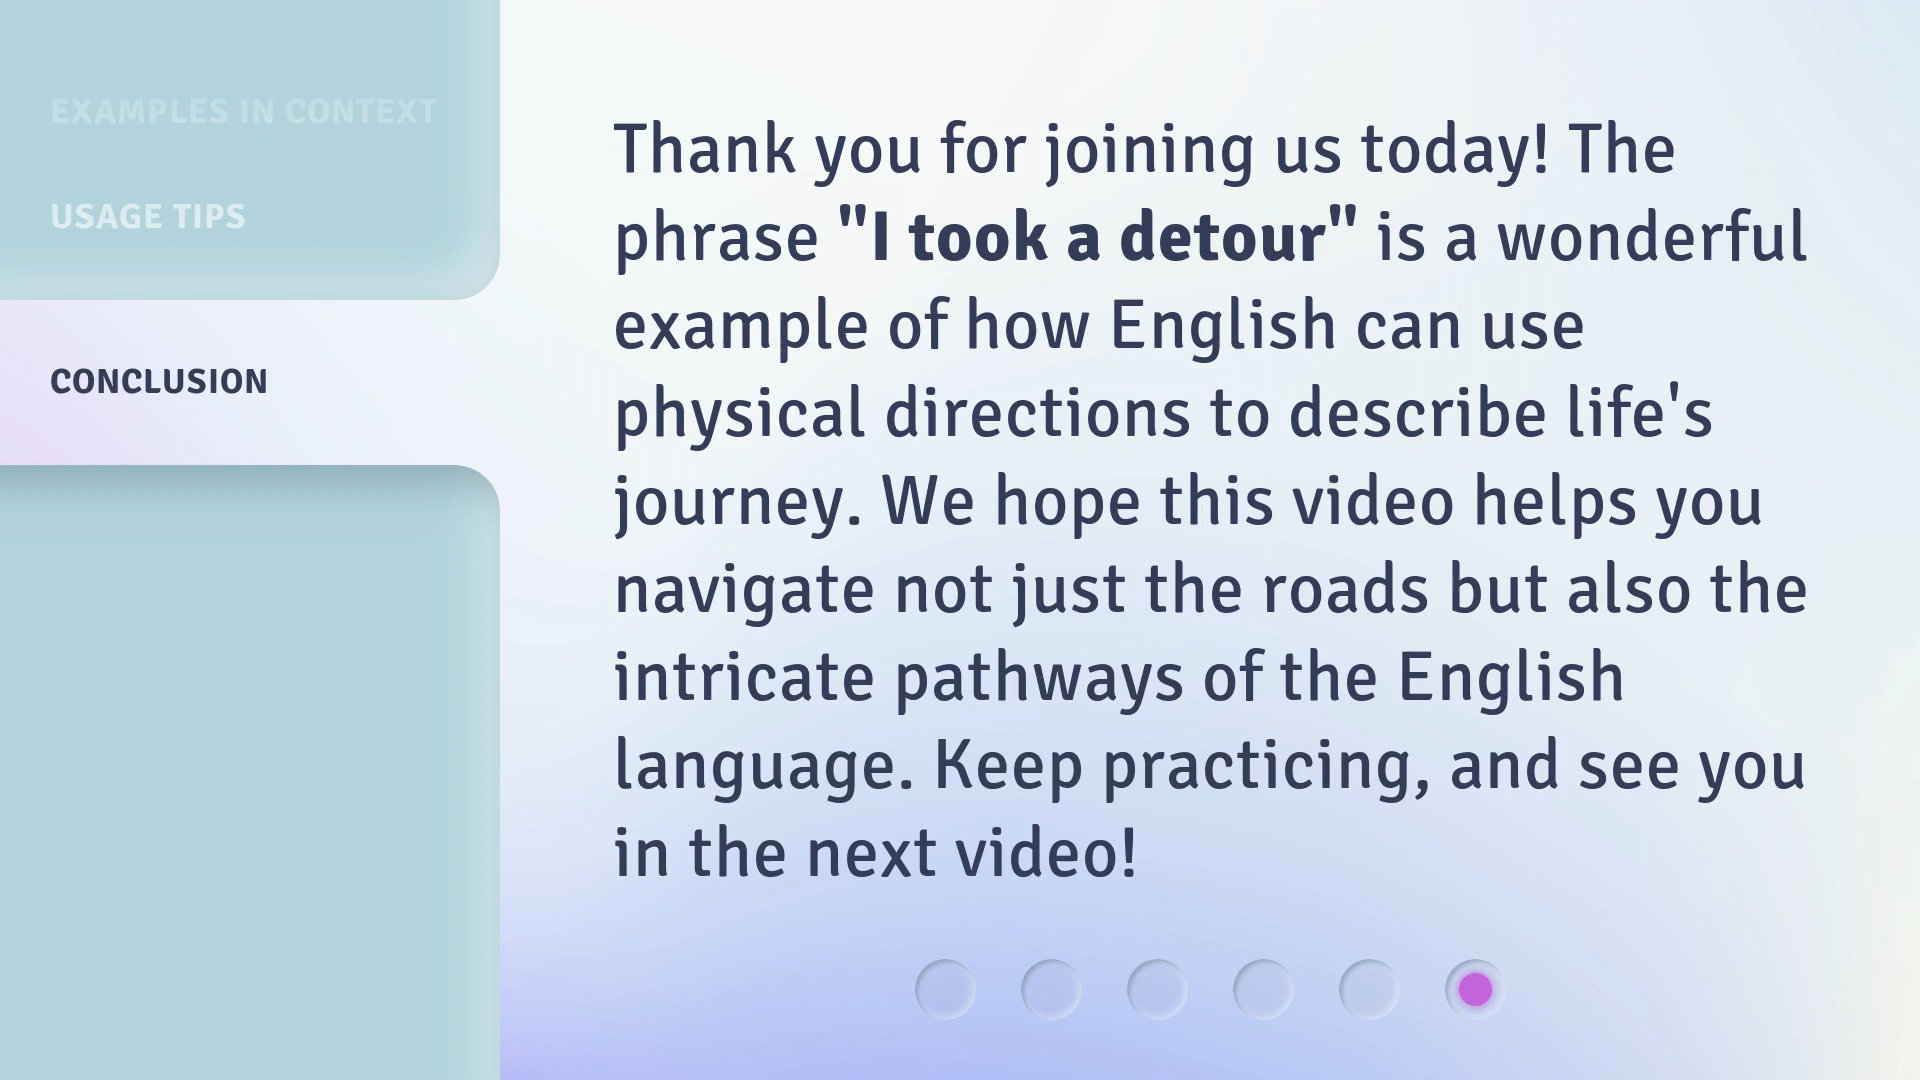 EXAMPLES IN CONTEXT
USAGE TIPS
CONCLUSION
Thank you for joining us today! The
phrase "I took a detour" is a wonderful
example of how English can use
physical directions to describe life's
journey. We hope this video helps you
navigate not just the roads but also the
intricate pathways of the English
language. Keep practicing, and see you
in the next video!